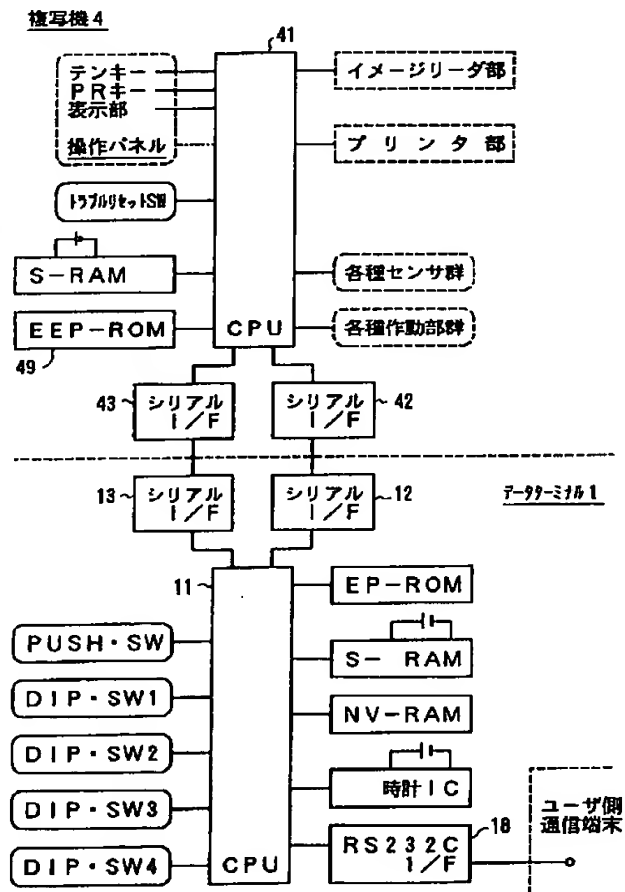 複写機4
41
テンキー
PRキー
表示部
操作パネル
イメージリーダ部
プリンタ部
トラブルリセットSW
S-RAM
各種センサ群
EEP-ROM
CPU
各種作動部群
49
43
シリアル
I/F
シリアル
I/F
42
13
シリアル
I/F
シリアル
I/F
12
データターミナル1
11
EP-ROM
PUSH・SW
S- RAM
DIP・SW1
NV-RAM
DIP・SW2
時計IC
DIP・SW3
ユーザ側
通信端末
RS232C
I/F
18
DIP・SW4
CPU